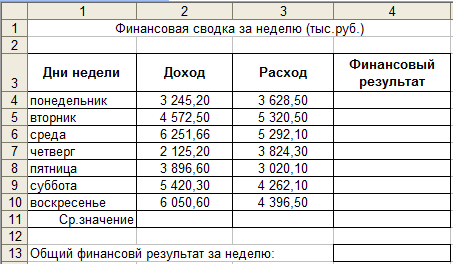 1 2 3 4
1 Финансовая сводка за неделю (тыс.руб.)
2
3 Дни недели Доход Расход Финансовый результат
4 понедельник 3 245,20 3 628,50
5 вторник 4 572,50 5 320,50
6 среда 6 251,66 5 292,10
7 четверг 2 125,20 3 824,30
8 пятница 3 896,60 3 020,10
9 суббота 5 420,30 4 262,10
10 воскресенье 6 050,60 4 396,50
11 Ср.значение
12
13 Общий финансовй результат за неделю: